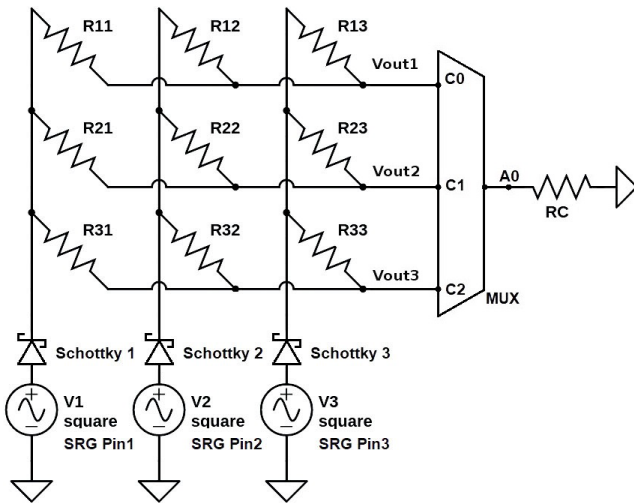 R11
R12
R13
Vout1
C0
R21
R22
R23
Vout2
C1
A0
RC
R31
R32
R33
Vout3
C2
MUX
Schottky 1
Schottky 2
Schottky 3
V1
square
SRG Pin1
V2
square
SRG Pin2
V3
square
SRG Pin3